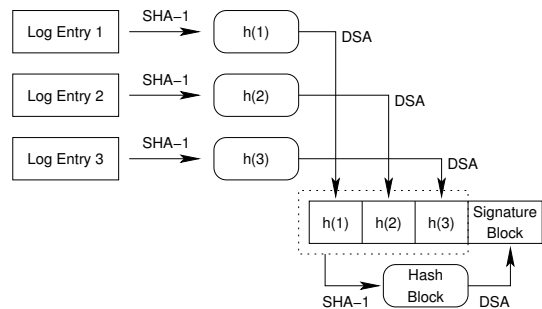 Log Entry 1
SHA–1
h(1)
DSA
Log Entry 2
SHA–1
h(2)
DSA
Log Entry 3
SHA–1
h(3)
DSA
h(1)
h(2)
h(3)
Signature
Block
SHA–1
Hash
Block
DSA